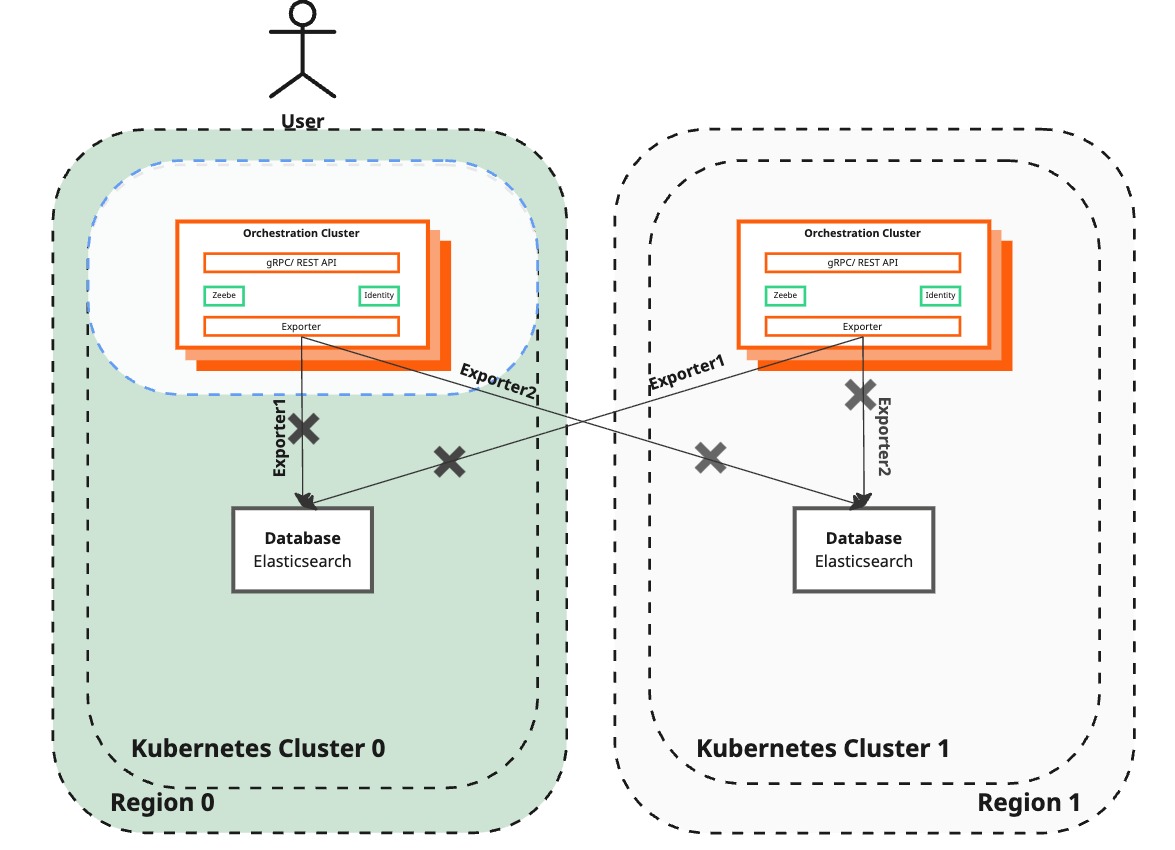 User
Orchestration Cluster
gRPC/ REST API
Zeebe
Identity
Exporter
Orchestration Cluster
gRPC/ REST API
Zeebe
Identity
Exporter
Exporter2
Exporter1
Exporter1
Exporter2
Database
Elasticsearch
Database
Elasticsearch
Kubernetes Cluster 0
Kubernetes Cluster 1
Region 0
Region 1